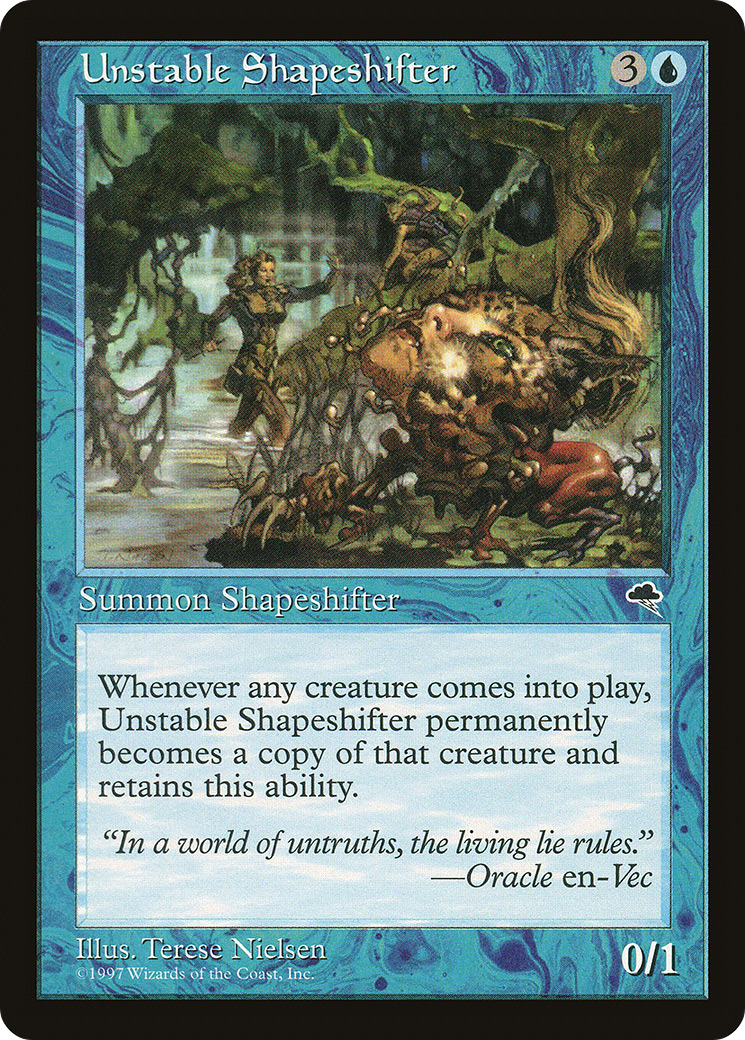 Unstable Shapeshifter 3
Summon Shapeshifter
Whenever any creature comes into play,
Unstable Shapeshifter permanently
becomes a copy of that creature and
retains this ability.
“In a world of untruths, the living lie rules.”
—Oracle en-Vec
Illus. Terese Nielsen
©1997 Wizards of the Coast, Inc.
0/1